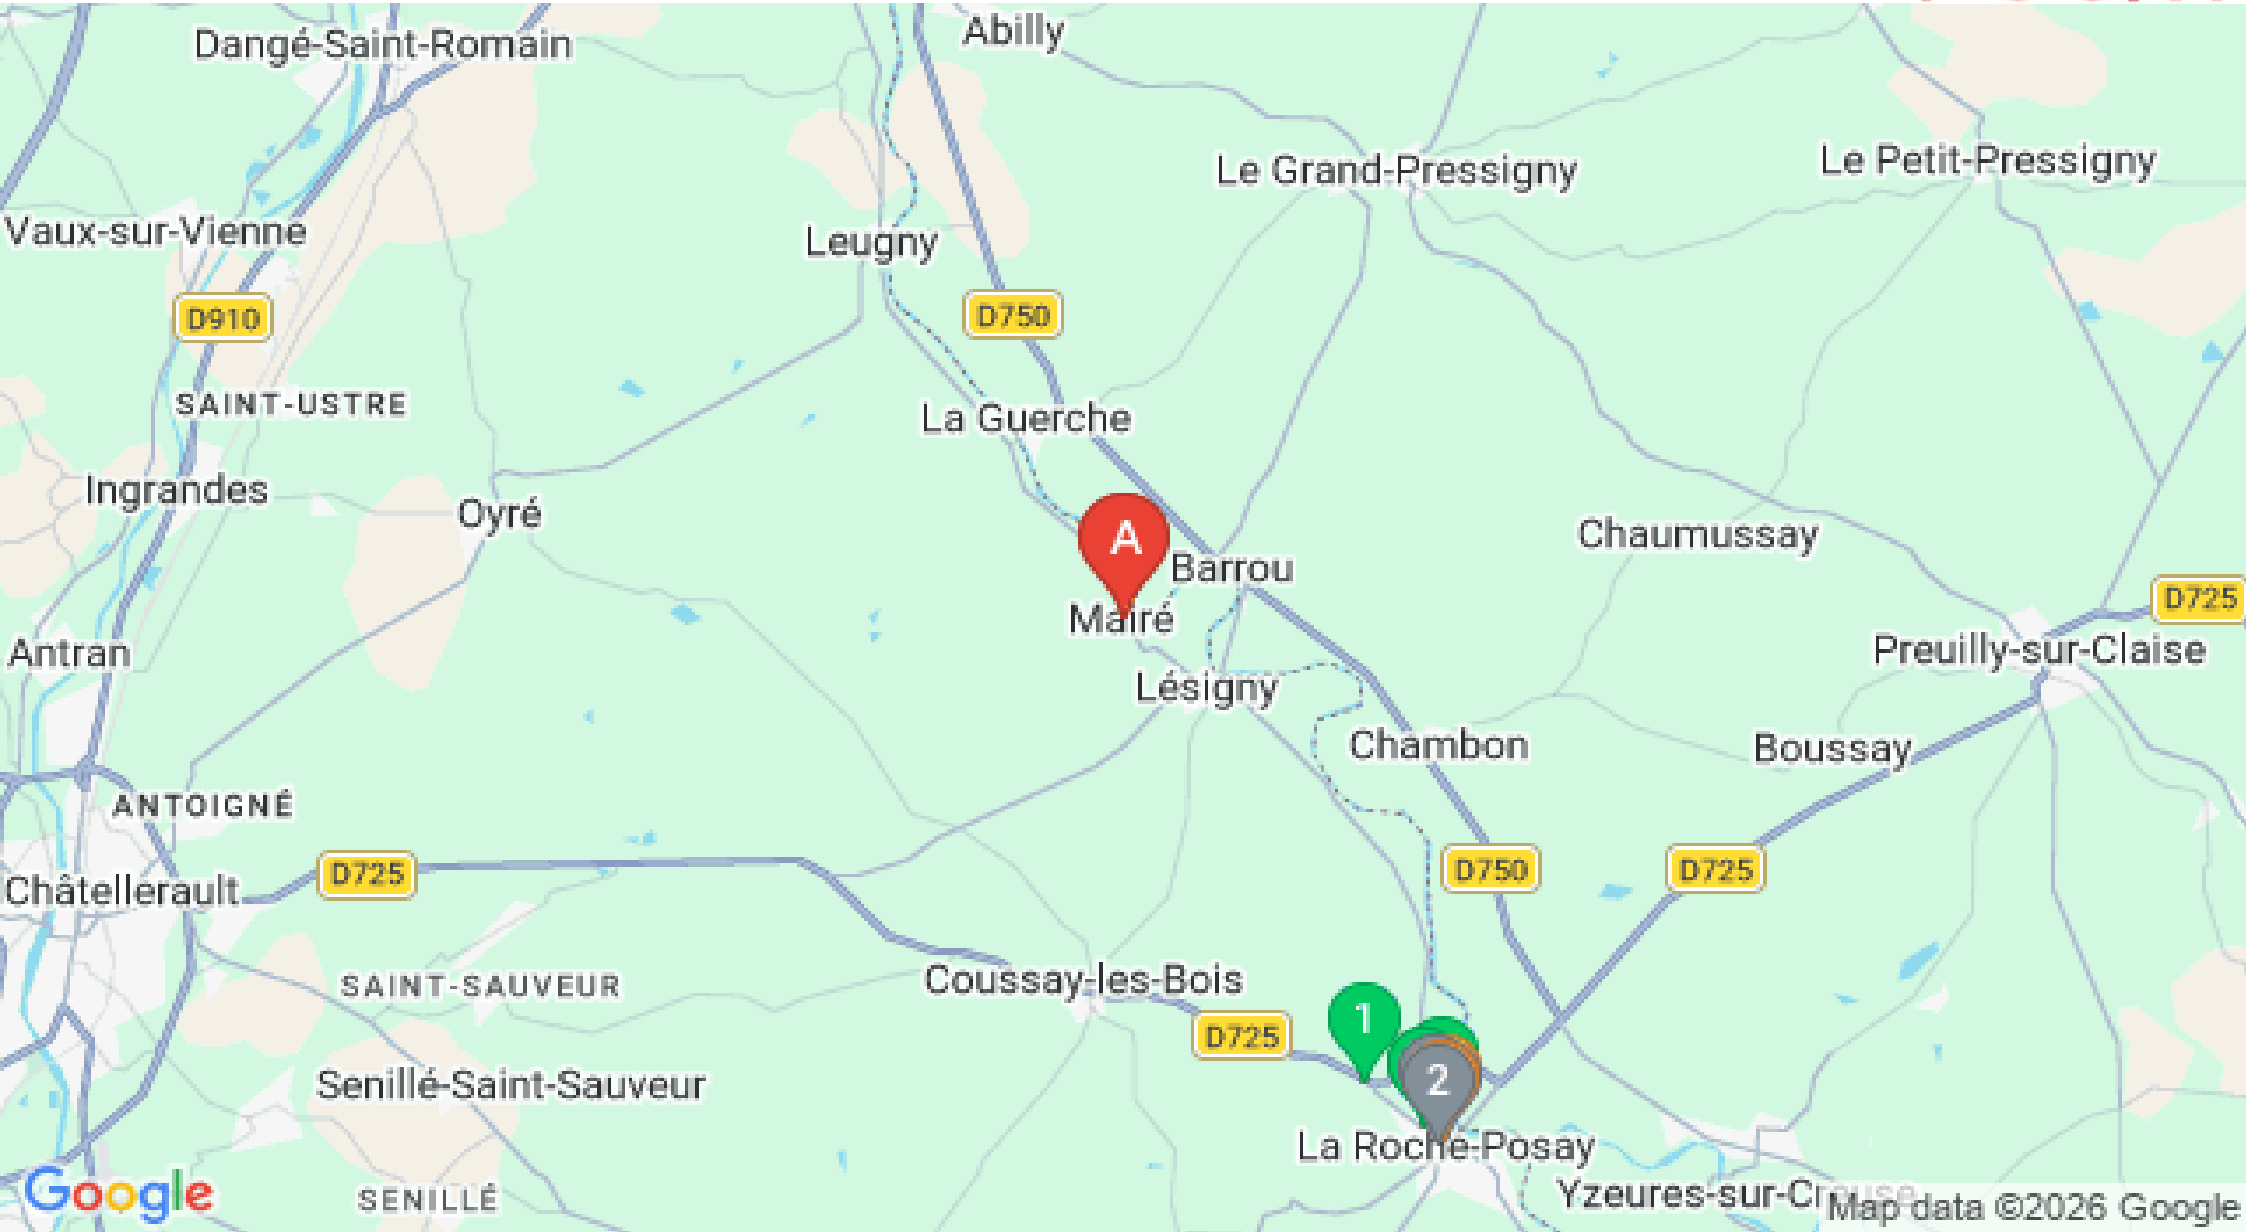 Abilly
Dangé-Saint-Romain
Le Petit-Pressigny
Le Grand-Pressigny
Vaux-sur-Vienne
Leugny
D750
D910
SAINT-USTRE
La Guerche
Ingrandes
Oyré
Chaumussay
A
Barrou
D725
Mairé
Antran
Preuilly-sur-Claise
Lésigny
Chambon
Boussay
ANTOIGNÉ
D750
D725
D725
Châtellerault
Coussay-les-Bois
SAINT-SAUVEUR
1
D725
2
Senillé-Saint-Sauveur
La Roche-Posay
Google
SENILLÉ
Yzeures-sur-Creuse
Map data ©2026 Google